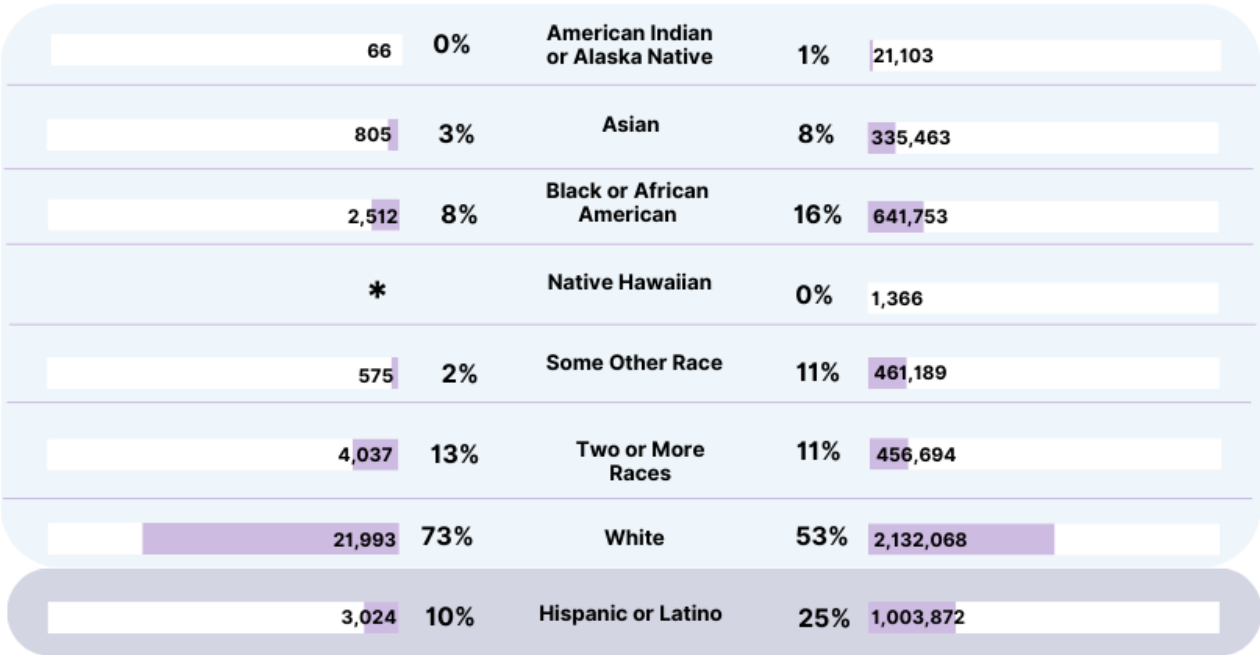 66 0% American Indian or Alaska Native 1% 21,103
805 3% Asian 8% 335,463
2,512 8% Black or African American 16% 641,753
* Native Hawaiian 0% 1,366
575 2% Some Other Race 11% 461,189
4,037 13% Two or More Races 11% 456,694
21,993 73% White 53% 2,132,068
3,024 10% Hispanic or Latino 25% 1,003,872